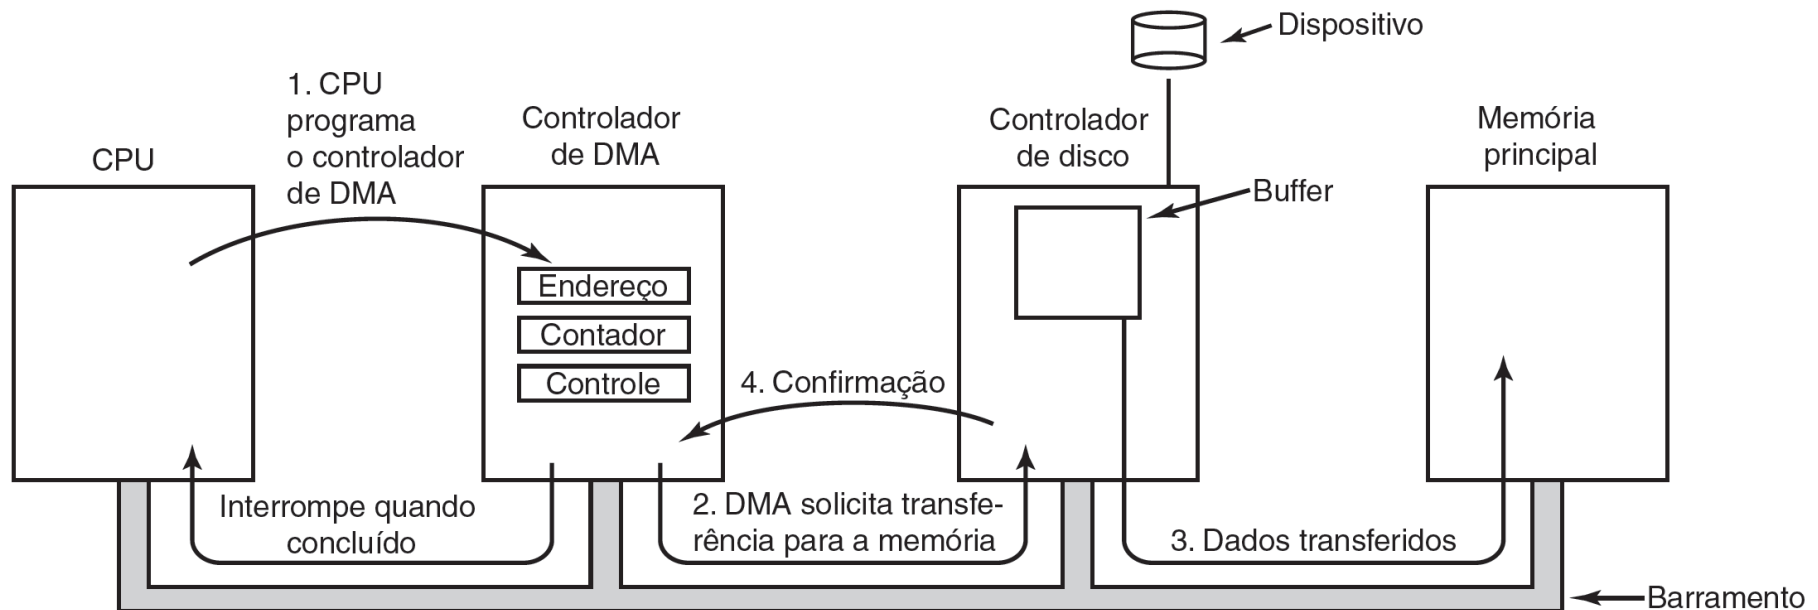 Dispositivo
1. CPU
programa
o controlador
de DMA
CPU
Controlador
de DMA
Controlador
de disco
Memória
principal
Buffer
Endereço
Contador
Controle
4. Confirmação
Interrompe quando
concluído
2. DMA solicita transfe-
rência para a memória
3. Dados transferidos
Barramento